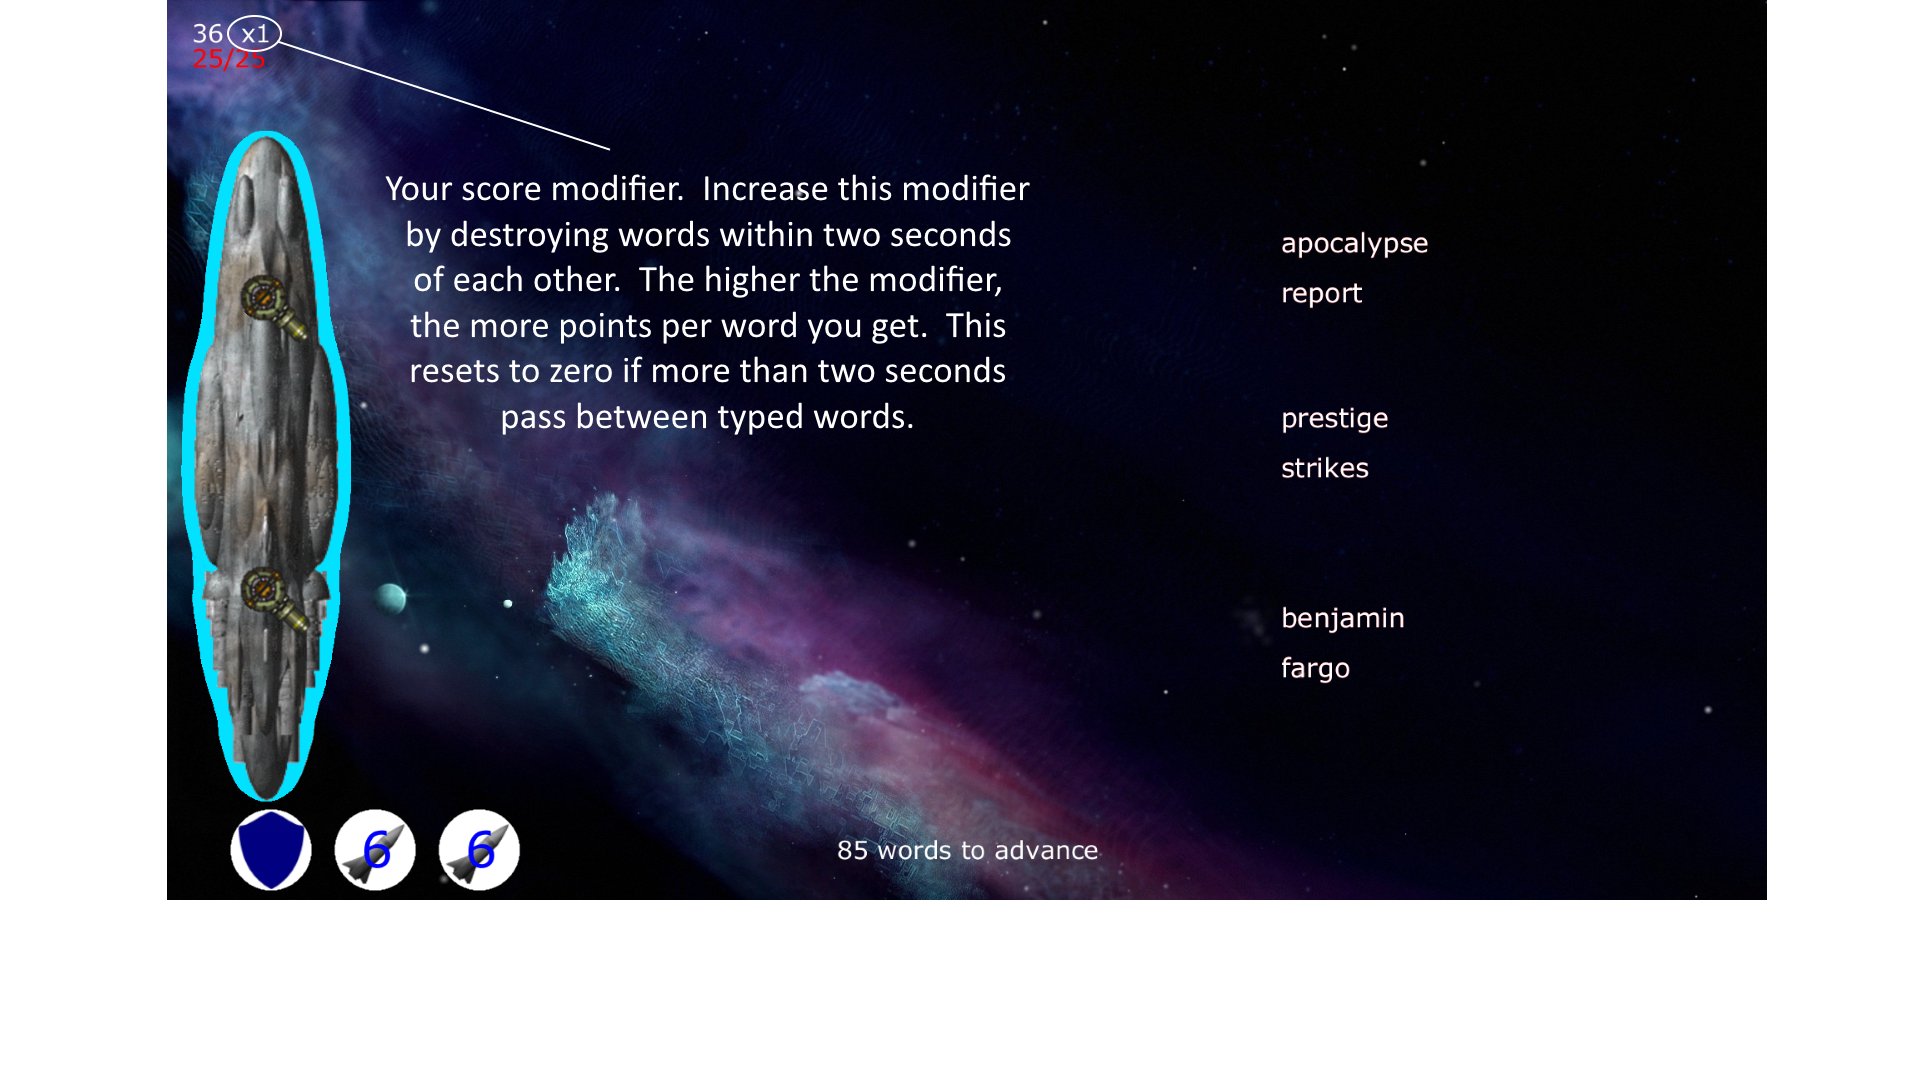 36 x1
25/25
Your score modifier.  Increase this modifier
by destroying words within two seconds
of each other.  The higher the modifier,
the more points per word you get.  This
resets to zero if more than two seconds
pass between typed words.
apocalypse
report
prestige
strikes
benjamin
fargo
6 6
85 words to advance